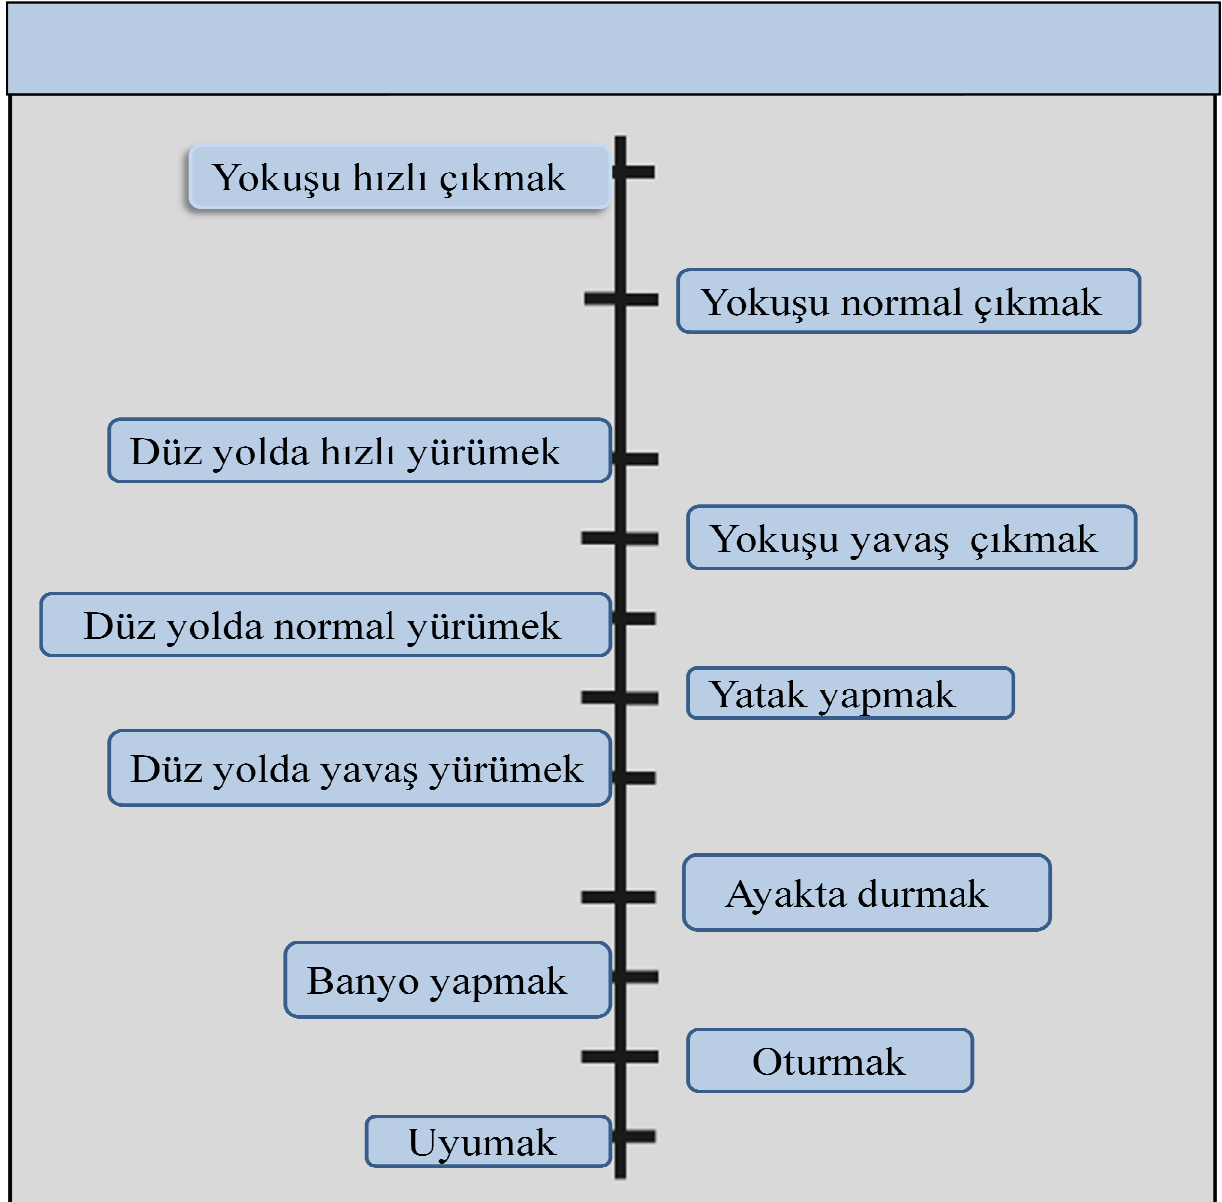 Yokuşu hızlı çıkmak
Yokuşu normal çıkmak
Düz yolda hızlı yürümek
Yokuşu yavaş çıkmak
Düz yolda normal yürümek
Yatak yapmak
Düz yolda yavaş yürümek
Ayakta durmak
Banyo yapmak
Oturmak
Uyumak